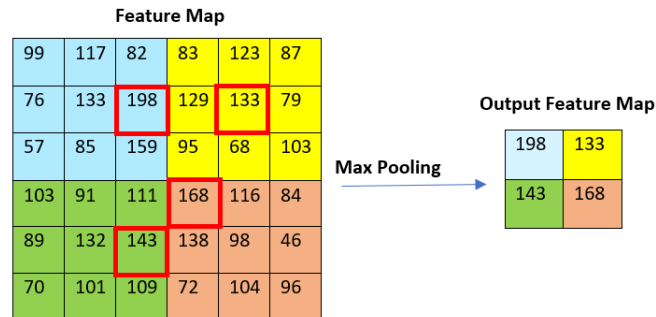 Feature Map
99 117 82 83 123 87
76 133 198 129 133 79
57 85 159 95 68 103
103 91 111 168 116 84
89 132 143 138 98 46
70 101 109 72 104 96
Max Pooling
Output Feature Map
198 133
143 168